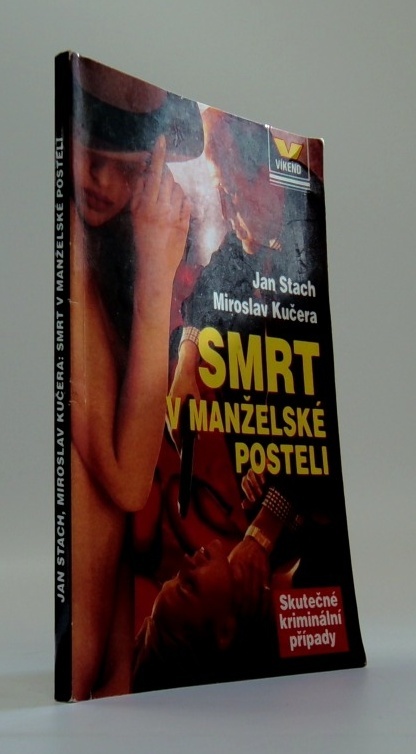 JAN STACH, MIROSLAV KUČERA: SMRT V MANŽELSKÉ POSTELI
VÍKEND
Jan Stach
Miroslav Kučera
SMRT
V MANŽELSKÉ
POSTELI
Skutečné
kriminální
případy